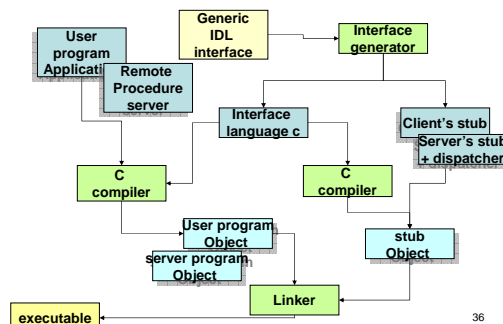 Generic
IDL
interface
Interface
generator
User
program
Application
Remote
Procedure
server
Interface
language c
Client's stub
Server's stub
+ dispatcher
C
compiler
C
compiler
User program
Object
server program
Object
stub
Object
Linker
executable
36